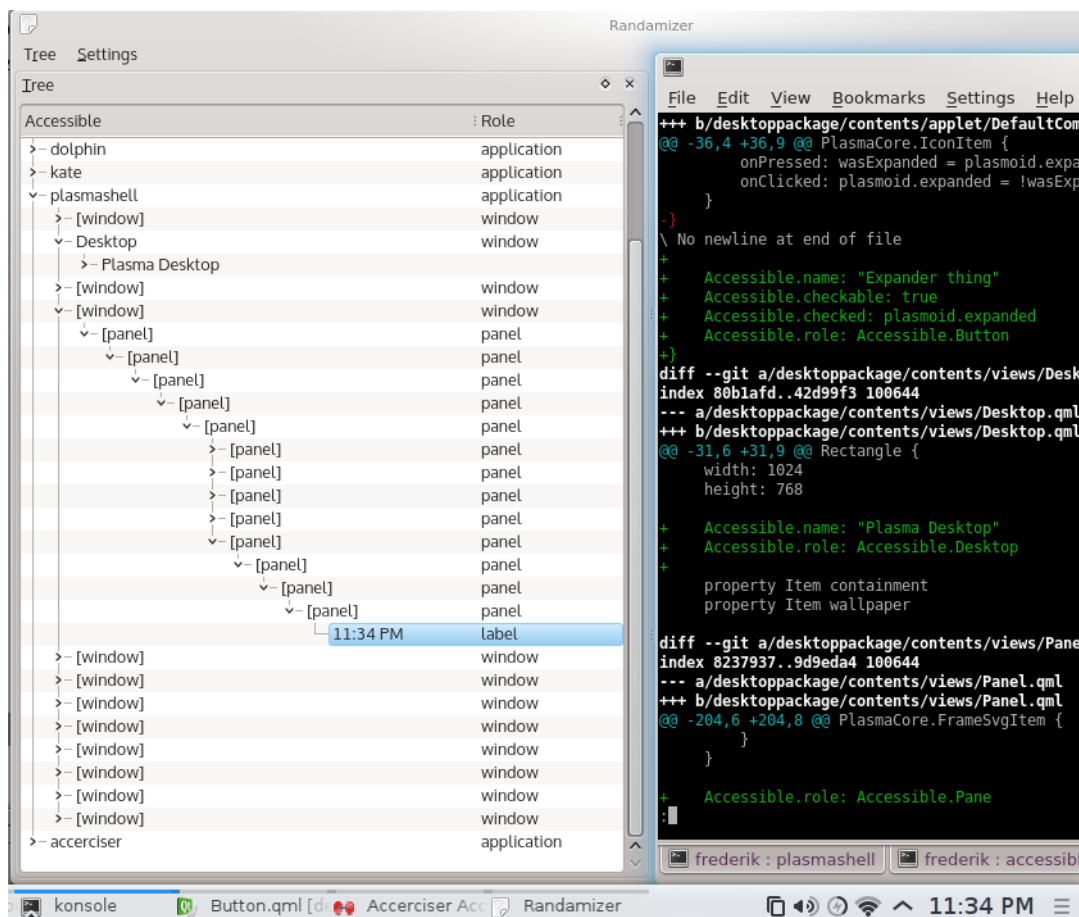 Randamizer
Tree Settings
Tree
Accessible Role
dolphin application
kate application
plasmashell application
[window] window
Desktop window
Plasma Desktop
[window] window
[window] window
[panel] panel
[panel] panel
[panel] panel
[panel] panel
[panel] panel
[panel] panel
[panel] panel
[panel] panel
[panel] panel
[panel] panel
[panel] panel
[panel] panel
[panel] panel
11:34 PM label
[window] window
[window] window
[window] window
[window] window
[window] window
[window] window
[window] window
[window] window
accerciser application
File Edit View Bookmarks Settings Help
+++ b/desktoppackage/contents/applet/DefaultCom
@@ -36,4 +36,9 @@ PlasmaCore.IconItem {
onPressed: wasExpanded = plasmoid.expa
onClicked: plasmoid.expanded = !wasExp
}
-}
\ No newline at end of file
+
+ Accessible.name: "Expander thing"
+ Accessible.checkable: true
+ Accessible.checked: plasmoid.expanded
+ Accessible.role: Accessible.Button
+}
diff --git a/desktoppackage/contents/views/Desk
index 80b1afd..42d99f3 100644
--- a/desktoppackage/contents/views/Desktop.qml
+++ b/desktoppackage/contents/views/Desktop.qml
@@ -31,6 +31,9 @@ Rectangle {
width: 1024
height: 768
+ Accessible.name: "Plasma Desktop"
+ Accessible.role: Accessible.Desktop
+
property Item containment
property Item wallpaper
diff --git a/desktoppackage/contents/views/Pane
index 8237937..9d9eda4 100644
--- a/desktoppackage/contents/views/Panel.qml
+++ b/desktoppackage/contents/views/Panel.qml
@@ -204,6 +204,8 @@ PlasmaCore.FrameSvgItem {
}
}
+ Accessible.role: Accessible.Pane
:
frederik : plasmashell frederik : accessibl
konsole Button.qml [de Accerciser Acc Randamizer 11:34 PM